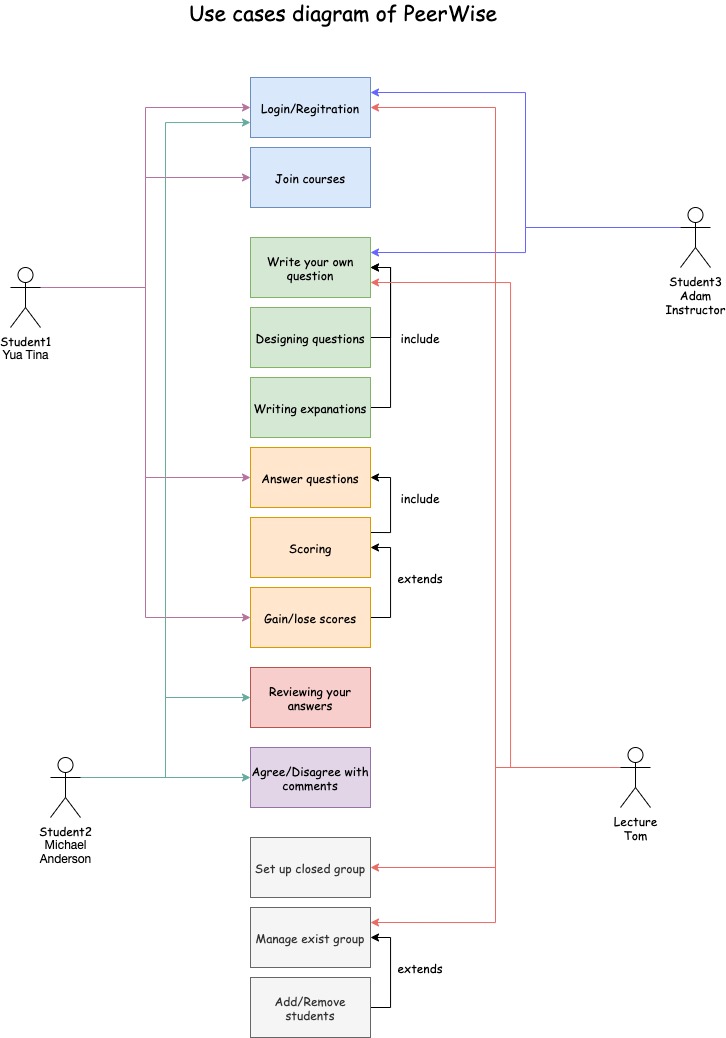 Use cases diagram of PeerWise
Login/Regitration
Join courses
Write your own
question
Student3
Adam
Instructor
Student1
Yua Tina
Designing questions
include
Writing expanations
Answer questions
include
Scoring
extends
Gain/lose scores
Reviewing your
answers
Agree/Disagree with
comments
Student2
Michael
Anderson
Lecture
Tom
Set up closed group
Manage exist group
extends
Add/Remove
students